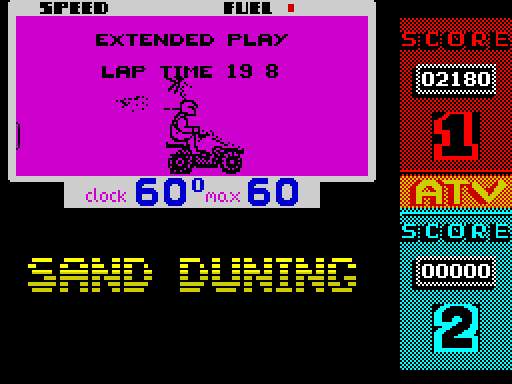 SPEED FUEL
EXTENDED PLAY
LAP TIME 19 8
clock 60° max 60
SAND DUNING
SCORE
02180
1
ATV
SCORE
00000
2